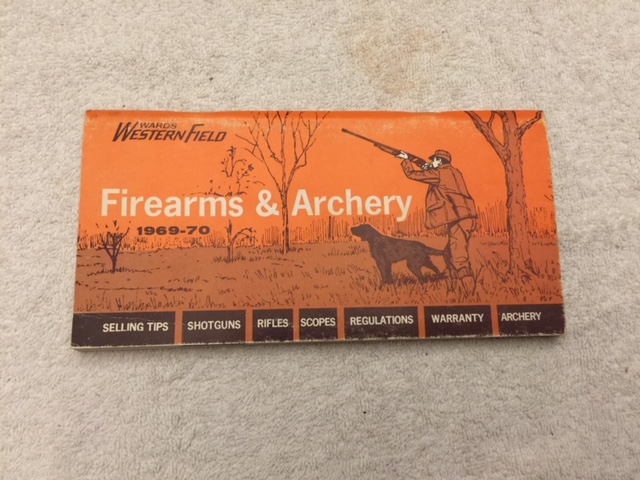 WARDS
WESTERN FIELD
Firearms & Archery
1969-70
SELLING TIPS
SHOTGUNS
RIFLES
SCOPES
REGULATIONS
WARRANTY
ARCHERY